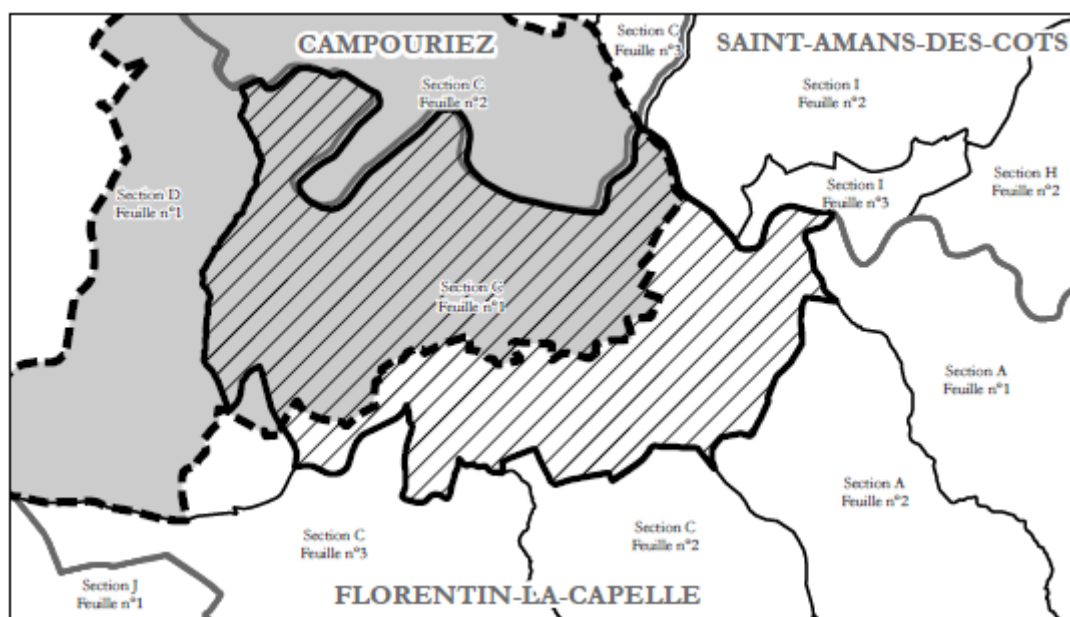 CAMPOURIEZ
Section C
Feuille n°3
SAINT-AMANS-DES-COTS
Section C
Feuille n°2
Section I
Feuille n°2
Section D
Feuille n°1
Section I
Feuille n°3
Section H
Feuille n°2
Section C
Feuille n°1
Section A
Feuille n°1
Section A
Feuille n°2
Section C
Feuille n°3
Section C
Feuille n°2
Section J
Feuille n°1
FLORENTIN-LA-CAPELLE